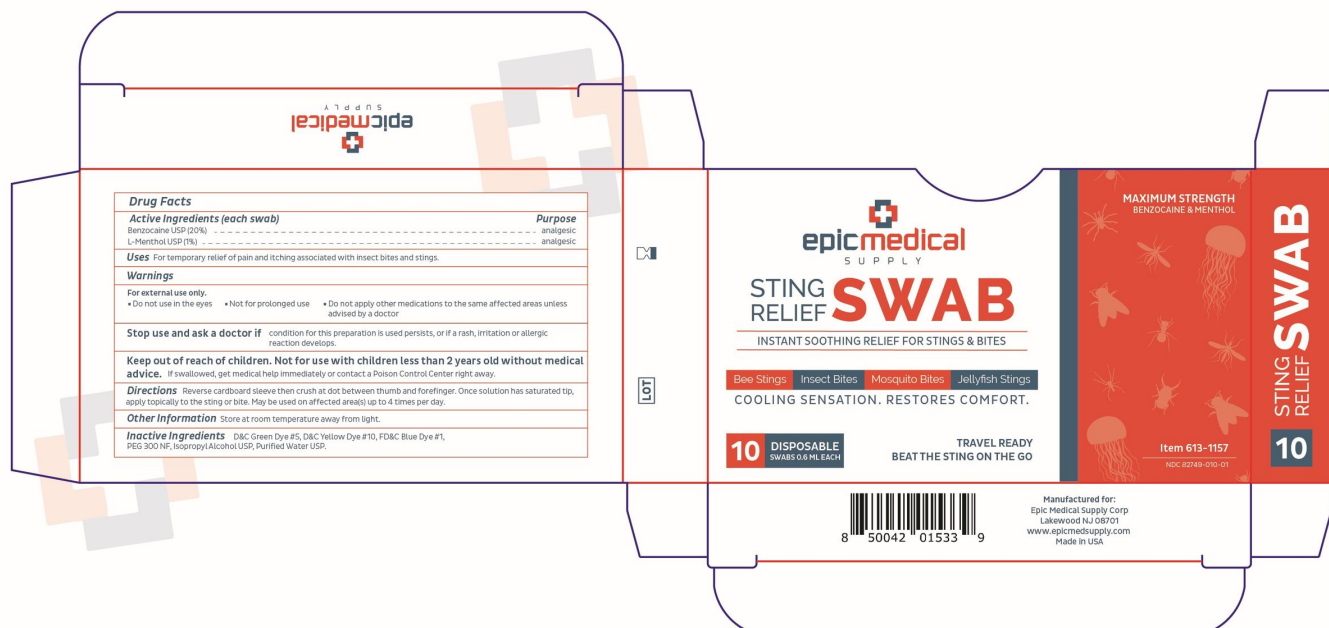 epicmedical
SUPPLY
Drug Facts
Active Ingredients (each swab) Purpose
Benzocaine USP (20%) analgesic
L-Menthol USP (1%) analgesic
Uses For temporary relief of pain and itching associated with insect bites and stings.
Warnings
For external use only.
• Do not use in the eyes • Not for prolonged use • Do not apply other medications to the same affected areas unless
advised by a doctor
Stop use and ask a doctor if condition for this preparation is used persists, or if a rash, irritation or allergic
reaction develops.
Keep out of reach of children. Not for use with children less than 2 years old without medical
advice. If swallowed, get medical help immediately or contact a Poison Control Center right away.
Directions Reverse cardboard sleeve then crush at dot between thumb and forefinger. Once solution has saturated tip,
apply topically to the sting or bite. May be used on affected area(s) up to 4 times per day.
Other Information Store at room temperature away from light.
Inactive Ingredients D&C Green Dye #5, D&C Yellow Dye #10, FD&C Blue Dye #1,
PEG 300 NF, Isopropyl Alcohol USP, Purified Water USP.
LOT
epicmedical
SUPPLY
STING
RELIEF
SWAB
INSTANT SOOTHING RELIEF FOR STINGS & BITES
Bee Stings Insect Bites Mosquito Bites Jellyfish Stings
COOLING SENSATION. RESTORES COMFORT.
10 DISPOSABLE
SWABS 0.6 ML EACH
TRAVEL READY
BEAT THE STING ON THE GO
MAXIMUM STRENGTH
BENZOCAINE & MENTHOL
Item 613-1157
NDC 82749-010-01
STING
RELIEF
SWAB
10
8 50042 01533 9
Manufactured for:
Epic Medical Supply Corp
Lakewood NJ 08701
www.epicmedsupply.com
Made in USA